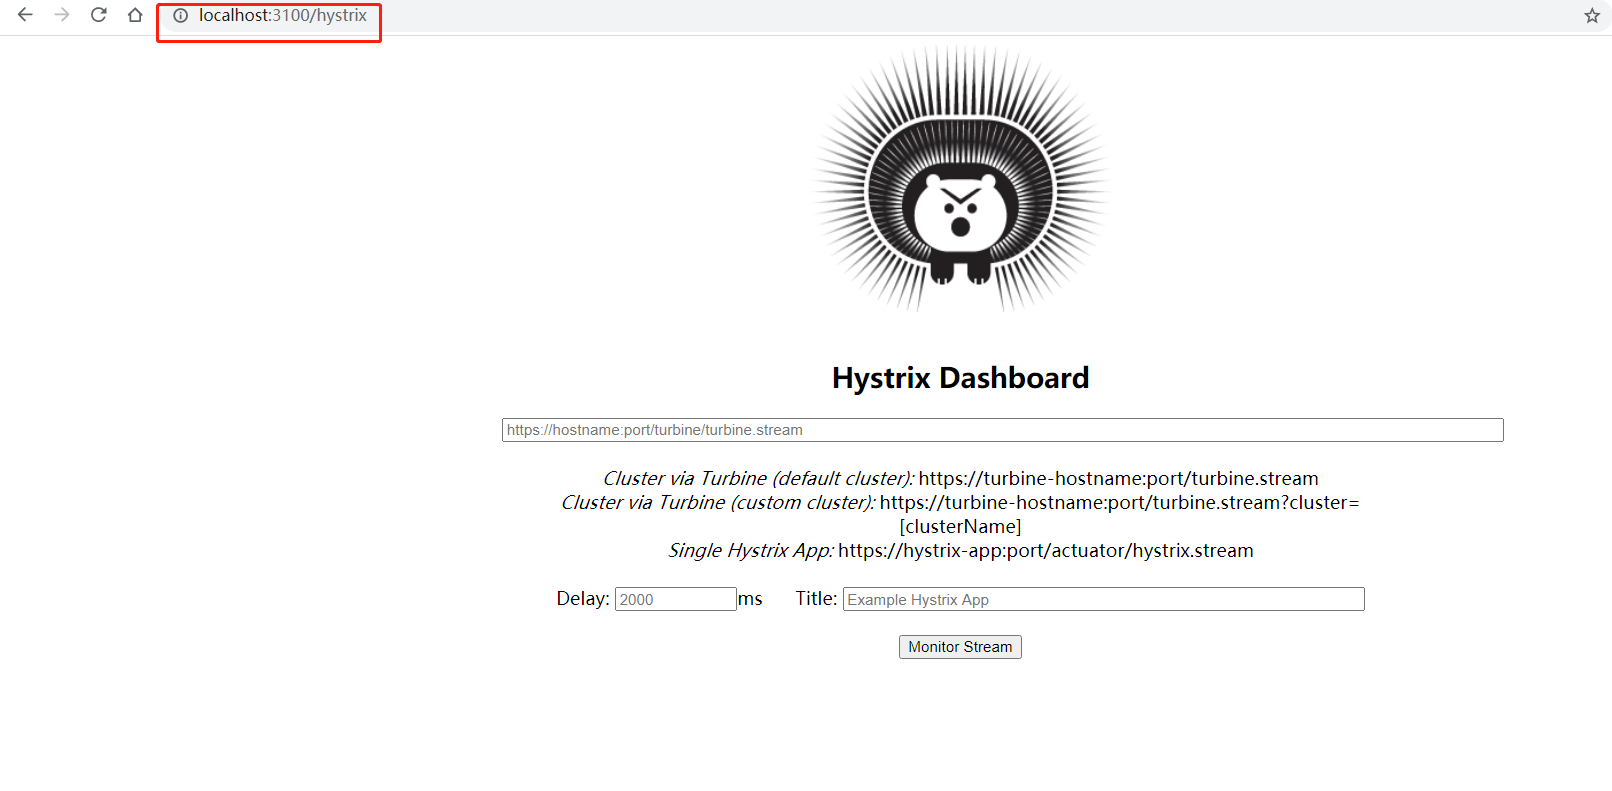 localhost:3100/hystrix
Hystrix Dashboard
https://hostname:port/turbine/turbine.stream
Cluster via Turbine (default cluster): https://turbine-hostname:port/turbine.stream
Cluster via Turbine (custom cluster): https://turbine-hostname:port/turbine.stream?cluster=
[clusterName]
Single Hystrix App: https://hystrix-app:port/actuator/hystrix.stream
Delay: 2000 ms Title: Example Hystrix App
Monitor Stream